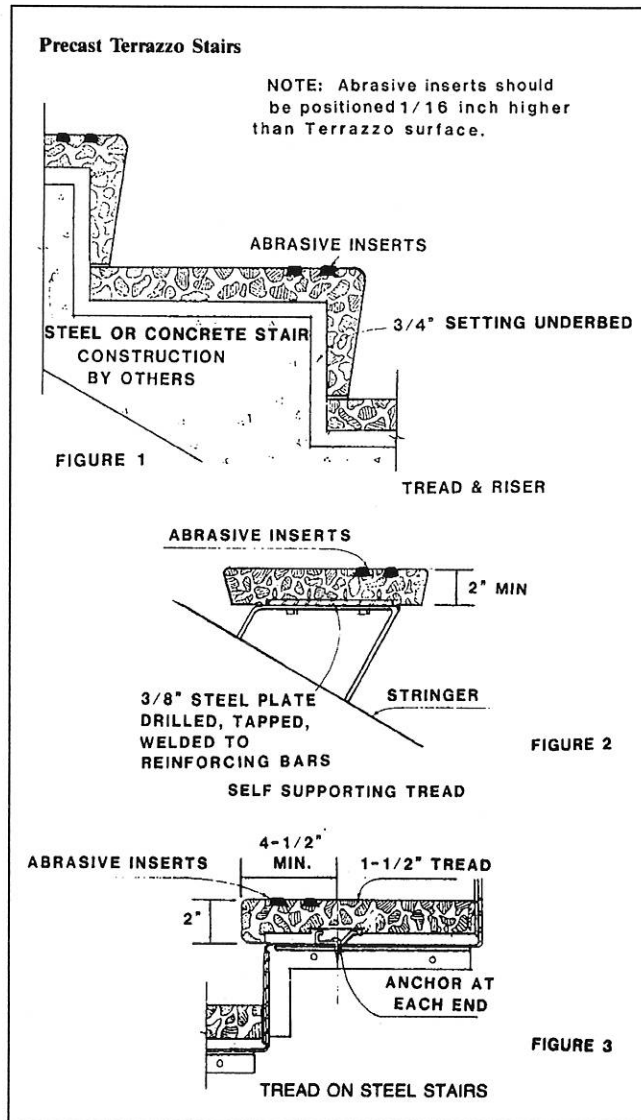 Precast Terrazzo Stairs
NOTE: Abrasive inserts should
be positioned 1/16 inch higher
than Terrazzo surface.
ABRASIVE INSERTS
3/4" SETTING UNDERBED
STEEL OR CONCRETE STAIR
CONSTRUCTION
BY OTHERS
FIGURE 1
TREAD & RISER
ABRASIVE INSERTS
2" MIN
3/8" STEEL PLATE
DRILLED, TAPPED,
WELDED TO
REINFORCING BARS
STRINGER
FIGURE 2
SELF SUPPORTING TREAD
4-1/2"
MIN.
ABRASIVE INSERTS
1-1/2" TREAD
2"
ANCHOR AT
EACH END
FIGURE 3
TREAD ON STEEL STAIRS